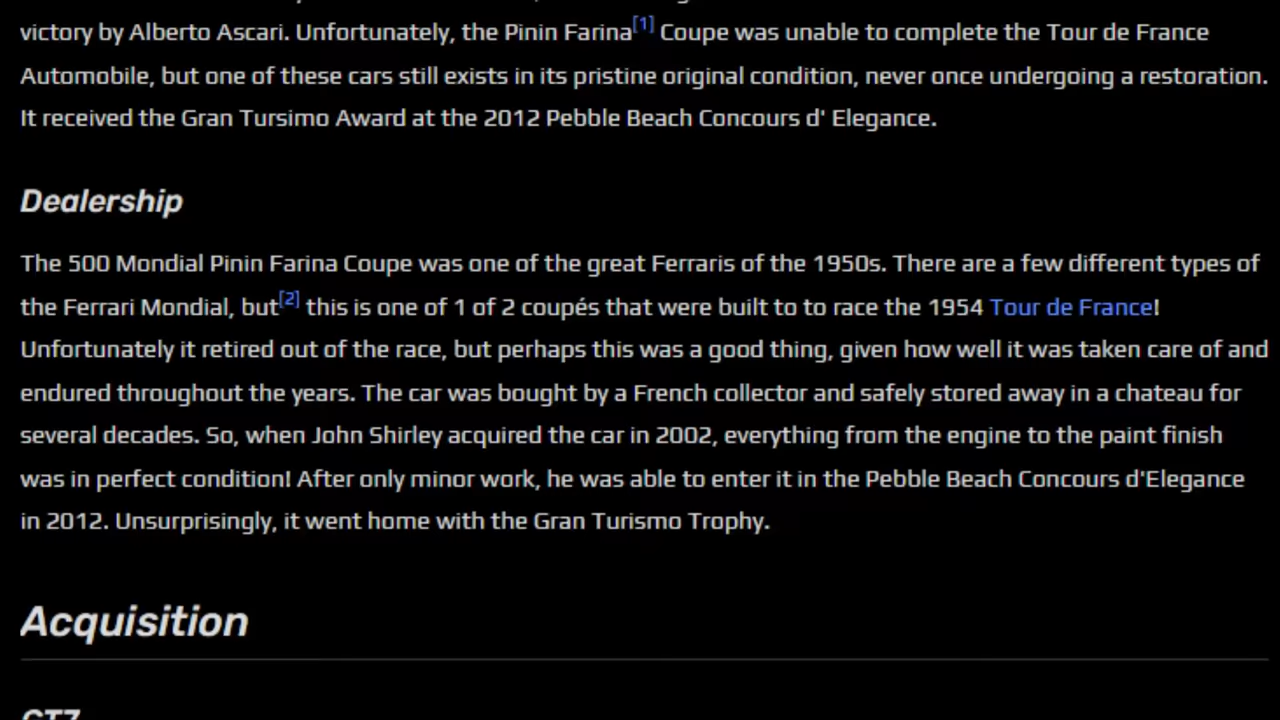 victory by Alberto Ascari. Unfortunately, the Pinin Farina[1] Coupe was unable to complete the Tour de France
Automobile, but one of these cars still exists in its pristine original condition, never once undergoing a restoration.
It received the Gran Tursimo Award at the 2012 Pebble Beach Concours d' Elegance.
Dealership
The 500 Mondial Pinin Farina Coupe was one of the great Ferraris of the 1950s. There are a few different types of
the Ferrari Mondial, but[2] this is one of 1 of 2 coupés that were built to to race the 1954 Tour de France!
Unfortunately it retired out of the race, but perhaps this was a good thing, given how well it was taken care of and
endured throughout the years. The car was bought by a French collector and safely stored away in a chateau for
several decades. So, when John Shirley acquired the car in 2002, everything from the engine to the paint finish
was in perfect condition! After only minor work, he was able to enter it in the Pebble Beach Concours d'Elegance
in 2012. Unsurprisingly, it went home with the Gran Turismo Trophy.
Acquisition
GT7